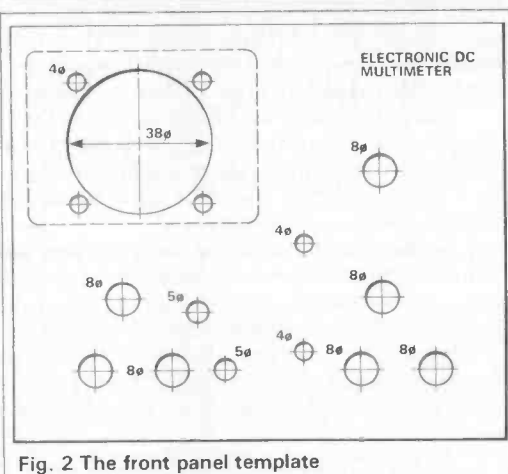 ELECTRONIC DC
MULTIMETER
4ø
38ø
8ø
4ø
8ø
5ø
8ø
8ø
5ø
4ø
8ø
8ø
Fig. 2 The front panel template